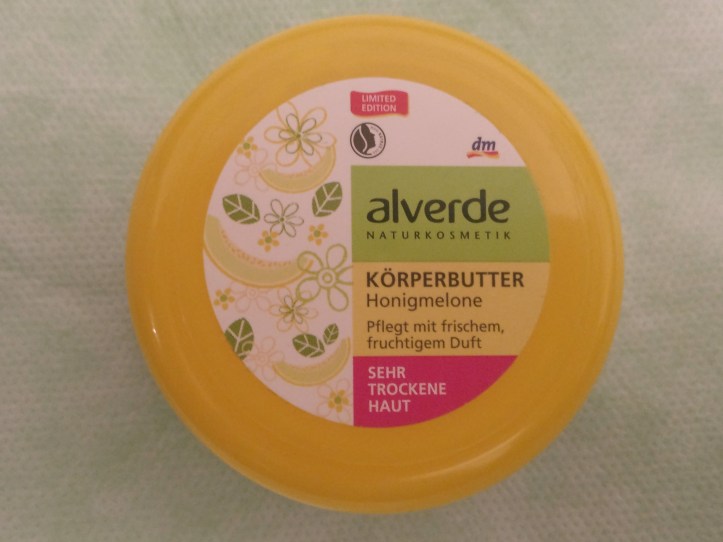 LIMITED
EDITION
dm
alverde
NATURKOSMETIK
KÖRPERBUTTER
Honigmelone
Pflegt mit frischem,
fruchtigem Duft
SEHR
TROCKENE
HAUT